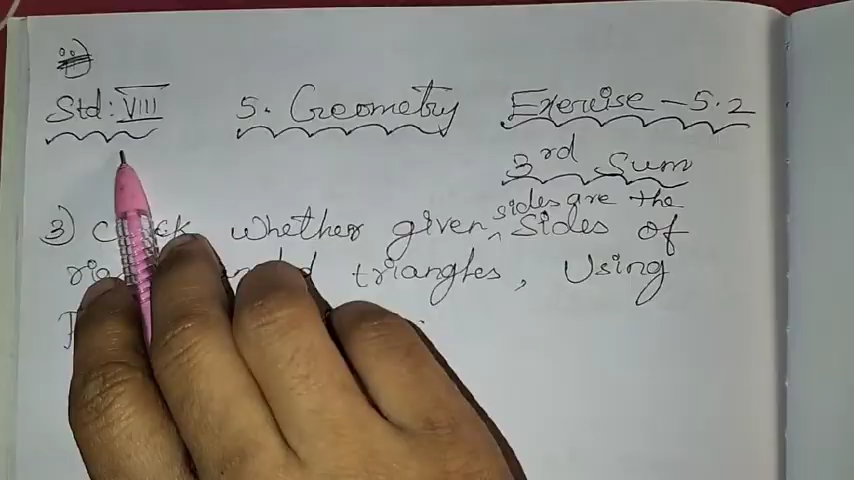 Std: VIII 5. Geometry Exercise - 5.2
3rd Sum
sides are the
3) whether given, Sides of
triangles, Using